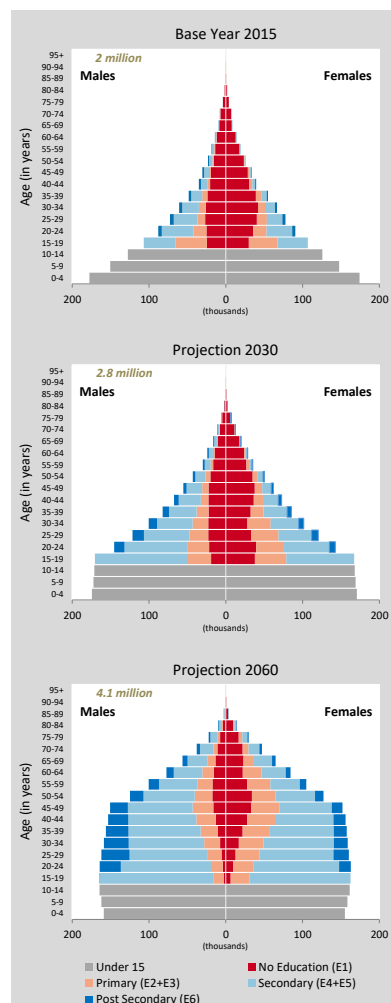 Base Year 2015
2 million
Males
Females
Age (in years)
95+
90-94
85-89
80-84
75-79
70-74
65-69
60-64
55-59
50-54
45-49
40-44
35-39
30-34
25-29
20-24
15-19
10-14
5-9
0-4
200 100 0 100 200
(thousands)
Projection 2030
2.8 million
Males
Females
Age (in years)
95+
90-94
85-89
80-84
75-79
70-74
65-69
60-64
55-59
50-54
45-49
40-44
35-39
30-34
25-29
20-24
15-19
10-14
5-9
0-4
200 100 0 100 200
(thousands)
Projection 2060
4.1 million
Males
Females
Age (in years)
95+
90-94
85-89
80-84
75-79
70-74
65-69
60-64
55-59
50-54
45-49
40-44
35-39
30-34
25-29
20-24
15-19
10-14
5-9
0-4
200 100 0 100 200
(thousands)
Under 15 No Education (E1)
Primary (E2+E3) Secondary (E4+E5)
Post Secondary (E6)